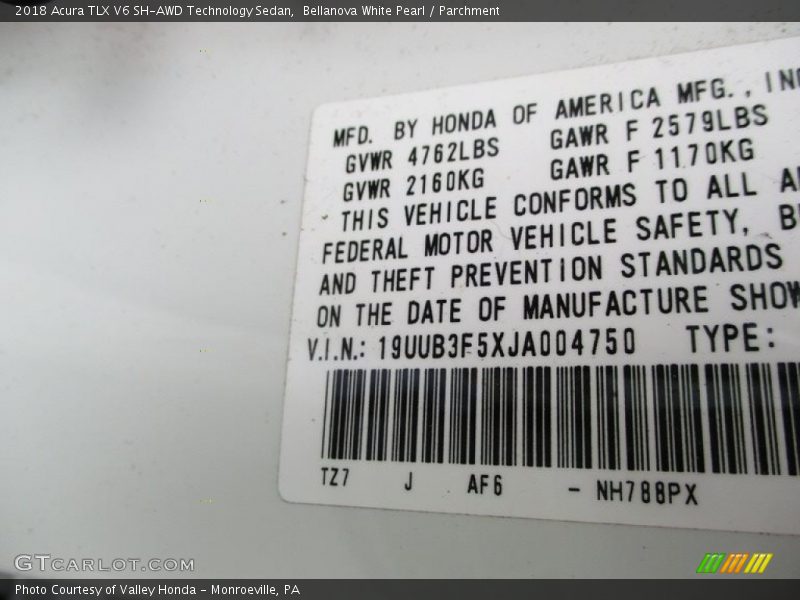 2018 Acura TLX V6 SH-AWD Technology Sedan, Bellanova White Pearl / Parchment
MFD. BY HONDA OF AMERICA MFG., INC
GVWR 4762LBS GAWR F 2579LBS
GVWR 2160KG GAWR F 1170KG
THIS VEHICLE CONFORMS TO ALL A
FEDERAL MOTOR VEHICLE SAFETY, B
AND THEFT PREVENTION STANDARDS
ON THE DATE OF MANUFACTURE SHOW
V.I.N.: 19UUB3F5XJA004750 TYPE:
TZ7 J AF6 - NH788PX
GTCARLOT.COM
Photo Courtesy of Valley Honda - Monroeville, PA